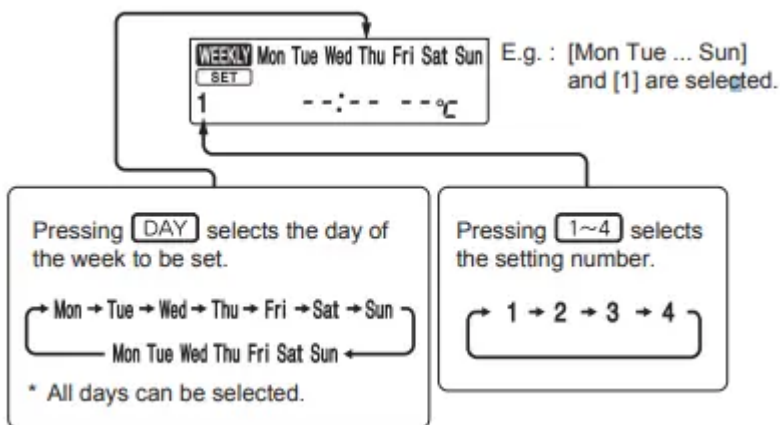 WEEKLY Mon Tue Wed Thu Fri Sat Sun
SET
1 --:-- --℃
E.g. : [Mon Tue ... Sun]
and [1] are selected.
Pressing DAY selects the day of
the week to be set.
Mon → Tue → Wed → Thu → Fri → Sat → Sun
Mon Tue Wed Thu Fri Sat Sun
* All days can be selected.
Pressing 1~4 selects
the setting number.
1 → 2 → 3 → 4